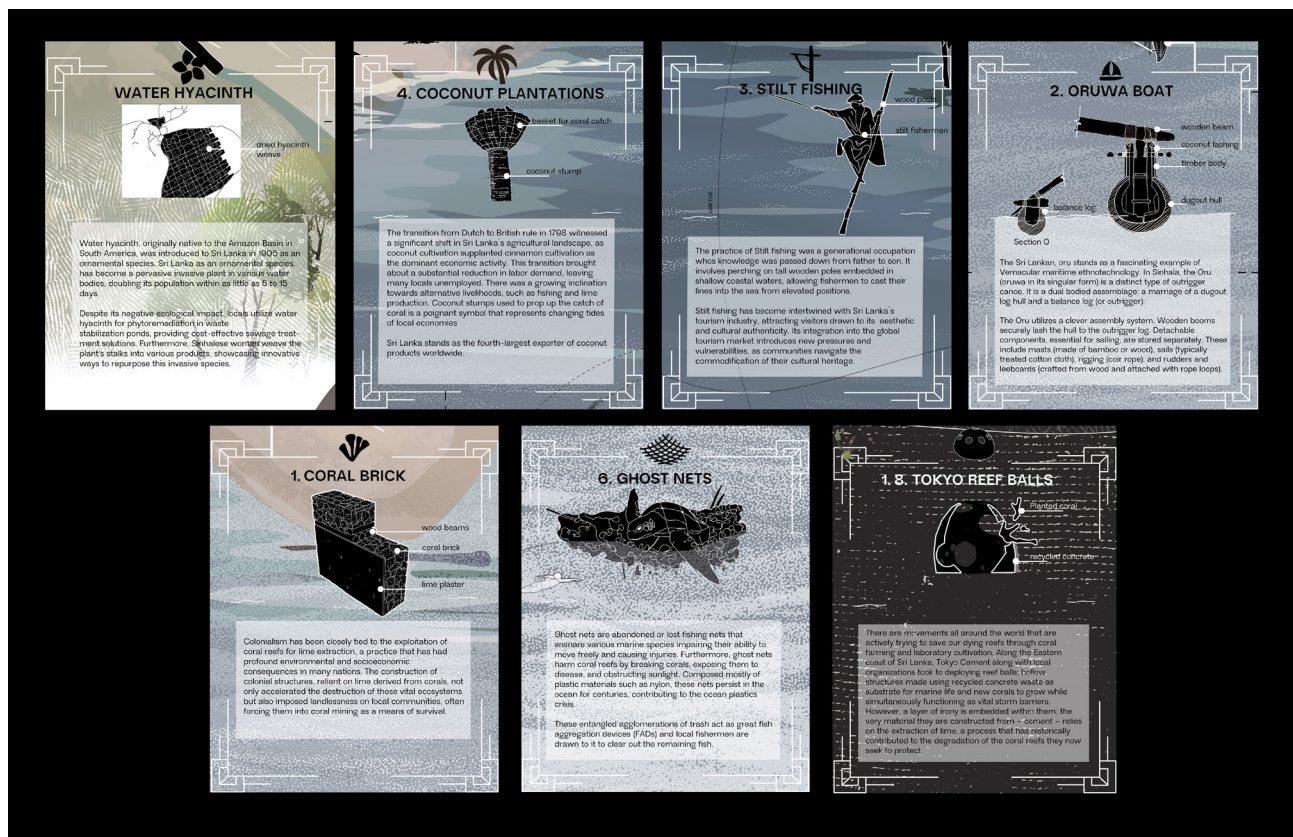 WATER HYACINTH
dried hyacinth
weave
Water hyacinth, originally native to the Amazon Basin in
South America, was introduced to Sri Lanka in 1905 as an
ornamental species. Sri Lanka as an ornamental species,
has become a pervasive invasive plant in various water
bodies, doubling its population within as little as 5 to 15
days.
Despite its negative ecological impact, locals utilize water
hyacinth for phytoremediation in waste
stabilization ponds, providing cost-effective sewage treat-
ment solutions. Furthermore, Sinhalese woman weave the
plant's stalks into various products, showcasing innovative
ways to repurpose this invasive species.
4. COCONUT PLANTATIONS
basket for coral catch
coconut stump
The transition from Dutch to British rule in 1798 witnessed
a significant shift in Sri Lanka's agricultural landscape, as
coconut cultivation supplanted cinnamon cultivation as
the dominant economic activity. This transition brought
about a substantial reduction in labor demand, leaving
many locals unemployed. There was a growing inclination
towards alternative livelihoods, such as fishing and lime
production. Coconut stumps used to prop up the catch of
coral is a poignant symbol that represents changing tides
of local economies
Sri Lanka stands as the fourth-largest exporter of coconut
products worldwide.
3. STILT FISHING
wood posts
stilt fisherman
LOW TIDE
The practice of Stilt fishing was a generational occupation
whos knowledge was passed down from father to son. It
involves perching on tall wooden poles embedded in
shallow coastal waters, allowing fishermen to cast their
lines into the sea from elevated positions.
Stilt fishing has become intertwined with Sri Lanka's
tourism industry, attracting visitors drawn to its aesthetic
and cultural authenticity. Its integration into the global
tourism market introduces new pressures and
vulnerabilities, as communities navigate the
commodification of their cultural heritage.
2. ORUWA BOAT
wooden beam
coconut lashing
timber body
dugout hull
balance log
Section O
The Sri Lankan, oru stands as a fascinating example of
Vernacular maritime ethnotechnology. In Sinhala, the Oru
(oruwa in its singular form) is a distinct type of outrigger
canoe. It is a dual bodied assemblage: a marriage of a dugout
log hull and a balance log (or outrigger).
The Oru utilizes a clever assembly system. Wooden booms
securely lash the hull to the outrigger log. Detachable
components, essential for sailing, are stored separately. These
include masts (made of bamboo or wood), sails (typically
treated cotton cloth), rigging (coir rope), and rudders and
leeboards (crafted from wood and attached with rope loops).
1. CORAL BRICK
wood beams
coral brick
lime plaster
Colonialism has been closely tied to the exploitation of
coral reefs for lime extraction, a practice that has had
profound environmental and socioeconomic
consequences in many nations. The construction of
colonial structures, reliant on lime derived from corals, not
only accelerated the destruction of these vital ecosystems
but also imposed landlessness on local communities, often
forcing them into coral mining as a means of survival.
6. GHOST NETS
Ghost nets are abandoned or lost fishing nets that
ensnare various marine species impairing their ability to
move freely and causing injuries. Furthermore, ghost nets
harm coral reefs by breaking corals, exposing them to
disease, and obstructing sunlight. Composed mostly of
plastic materials such as nylon, these nets persist in the
ocean for centuries, contributing to the ocean plastics
crisis.
These entangled agglomerations of trash act as great fish
aggregation devices (FADs) and local fishermen are
drawn to it to clear out the remaining fish.
1. 8. TOKYO REEF BALLS
Planted coral
recycled concrete
There are movements all around the world that are
actively trying to save our dying reefs through coral
farming and laboratory cultivation. Along the Eastern
coast of Sri Lanka, Tokyo Cement along with local
organizations took to deploying reef balls; hollow
structures made using recycled concrete waste as
substrate for marine life and new corals to grow while
simultaneously functioning as vital storm barriers.
However, a layer of irony is embedded within them: the
very material they are constructed from – cement – relies
on the extraction of lime, a process that has historically
contributed to the degradation of the coral reefs they now
seek to protect